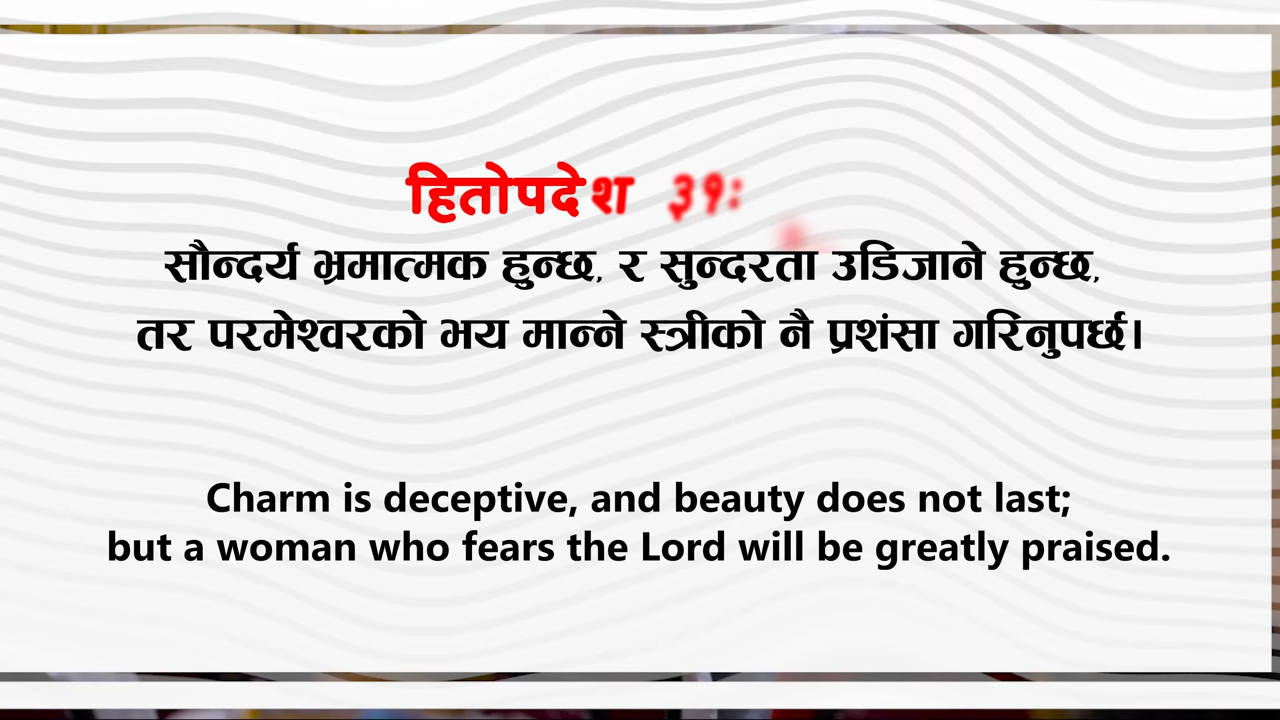 हितोपदेश ३१:
सौन्दर्य भ्रमात्मक हुन्छ, र सुन्दरता उडिजाने हुन्छ,
तर परमेश्वरको भय मान्ने स्त्रीको नै प्रशंसा गरिनुपर्छ।
Charm is deceptive, and beauty does not last;
but a woman who fears the Lord will be greatly praised.